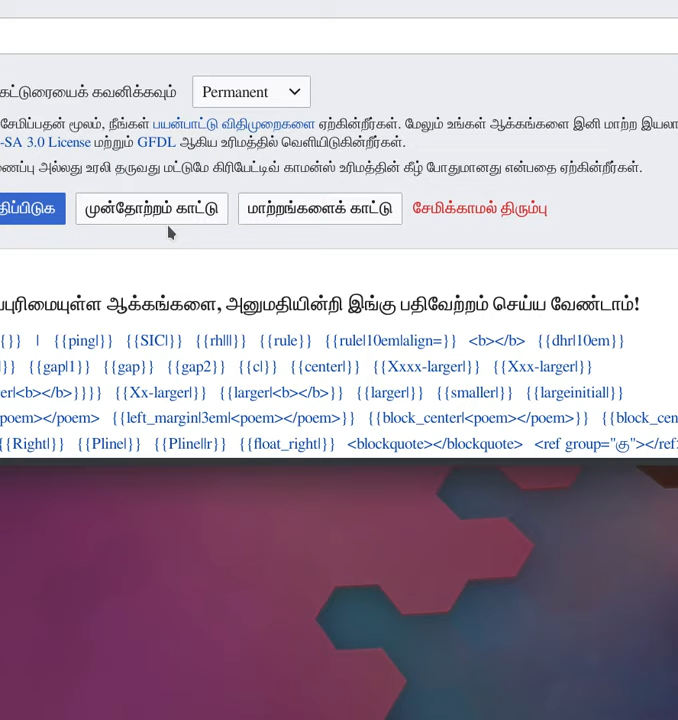 கட்டுரையைக் கவனிக்கவும் Permanent
சேமிப்பதன் மூலம், நீங்கள் பயன்பாட்டு விதிமுறைகளை ஏற்கின்றீர்கள். மேலும் உங்கள் ஆக்கங்களை இனி மாற்ற
-SA 3.0 License மற்றும் GFDL ஆகிய உரிமத்தில் வெளியிடுகின்றீர்கள்.
அல்லது உரலி தருவது மட்டுமே கிரியேட்டிவ் காமன்ஸ் உரிமத்தின் கீழ் போதுமானது என்பதை ஏற்கின்றீர்கள்.
முன்தோற்றம் காட்டு மாற்றங்களைக் காட்டு சேமிக்காமல் திரும்பு
ஆக்கங்களை, அனுமதியின்றி இங்கு பதிவேற்றம் செய்ய வேண்டாம்!
{}} | {{ping|}} {{SIC|}} {{rh|||}} {{rule}} {{rule|10em|align=}} <b></b> {{dhr|10em}}
|}} {{gap|1}} {{gap}} {{gap2}} {{c|}} {{center|}} {{Xxxx-larger|}} {{Xxx-larger|}}
er|<b></b>}}}} {{Xx-larger|}} {{larger|<b></b>}} {{larger|}} {{smaller|}} {{largeinitial|}}
poem></poem> {{left_margin|3em|<poem></poem>}} {{block_center|<poem></poem>}} {{block_cen
{{Right|}} {{Pline|}} {{Pline||r}} {{float_right|}} <blockquote></blockquote> <ref group="கு"></ref>